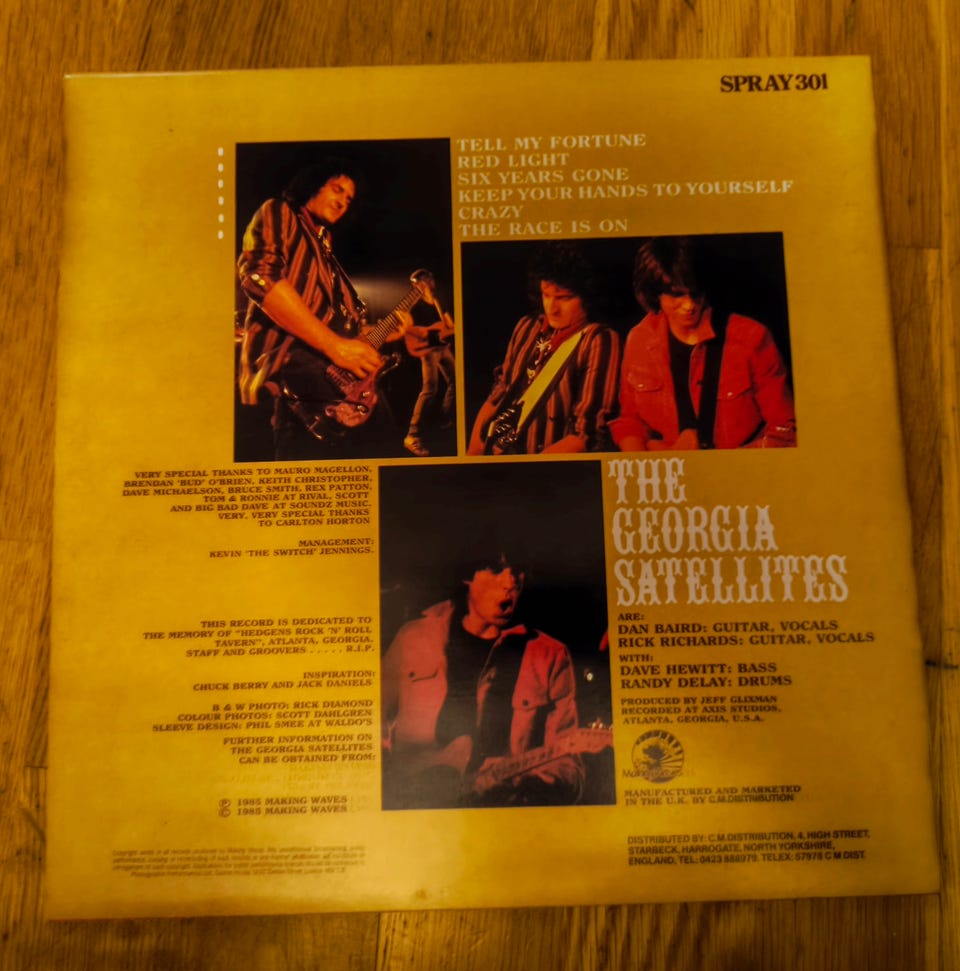 SPRAY 301
TELL MY FORTUNE
RED LIGHT
SIX YEARS GONE
KEEP YOUR HANDS TO YOURSELF
CRAZY
THE RACE IS ON
VERY SPECIAL THANKS TO MAURO MAGELLON,
BRENDAN 'BUD' O'BRIEN, KEITH CHRISTOPHER,
DAVE MICHAELSON, BRUCE SMITH, REX PATTON,
TOM & RONNIE AT RIVAL, SCOTT
AND BIG BAD DAVE AT SOUNDZ MUSIC.
VERY, VERY SPECIAL THANKS
TO CARLTON HORTON
MANAGEMENT:
KEVIN 'THE SWITCH' JENNINGS.
THIS RECORD IS DEDICATED TO
THE MEMORY OF "HEDGENS ROCK 'N' ROLL
TAVERN", ATLANTA, GEORGIA.
STAFF AND GROOVERS . . . . . R.I.P.
INSPIRATION:
CHUCK BERRY AND JACK DANIELS
B & W PHOTO: RICK DIAMOND
COLOUR PHOTOS: SCOTT DAHLGREN
SLEEVE DESIGN: PHIL SMEE AT WALDO'S
FURTHER INFORMATION ON
THE GEORGIA SATELLITES
CAN BE OBTAINED FROM:
℗ 1985 MAKING WAVES
© 1985 MAKING WAVES
THE
GEORGIA
SATELLITES
ARE:
DAN BAIRD: GUITAR, VOCALS
RICK RICHARDS: GUITAR, VOCALS
WITH:
DAVE HEWITT: BASS
RANDY DELAY: DRUMS
PRODUCED BY JEFF GLIXMAN
RECORDED AT AXIS STUDIOS,
ATLANTA, GEORGIA, U.S.A.
MANUFACTURED AND MARKETED
IN THE U.K. BY C.M.DISTRIBUTION
DISTRIBUTED BY: C.M.DISTRIBUTION, 4, HIGH STREET,
STARBECK, HARROGATE, NORTH YORKSHIRE,
ENGLAND, TEL: 0423 888979. TELEX: 57978 C M DIST.